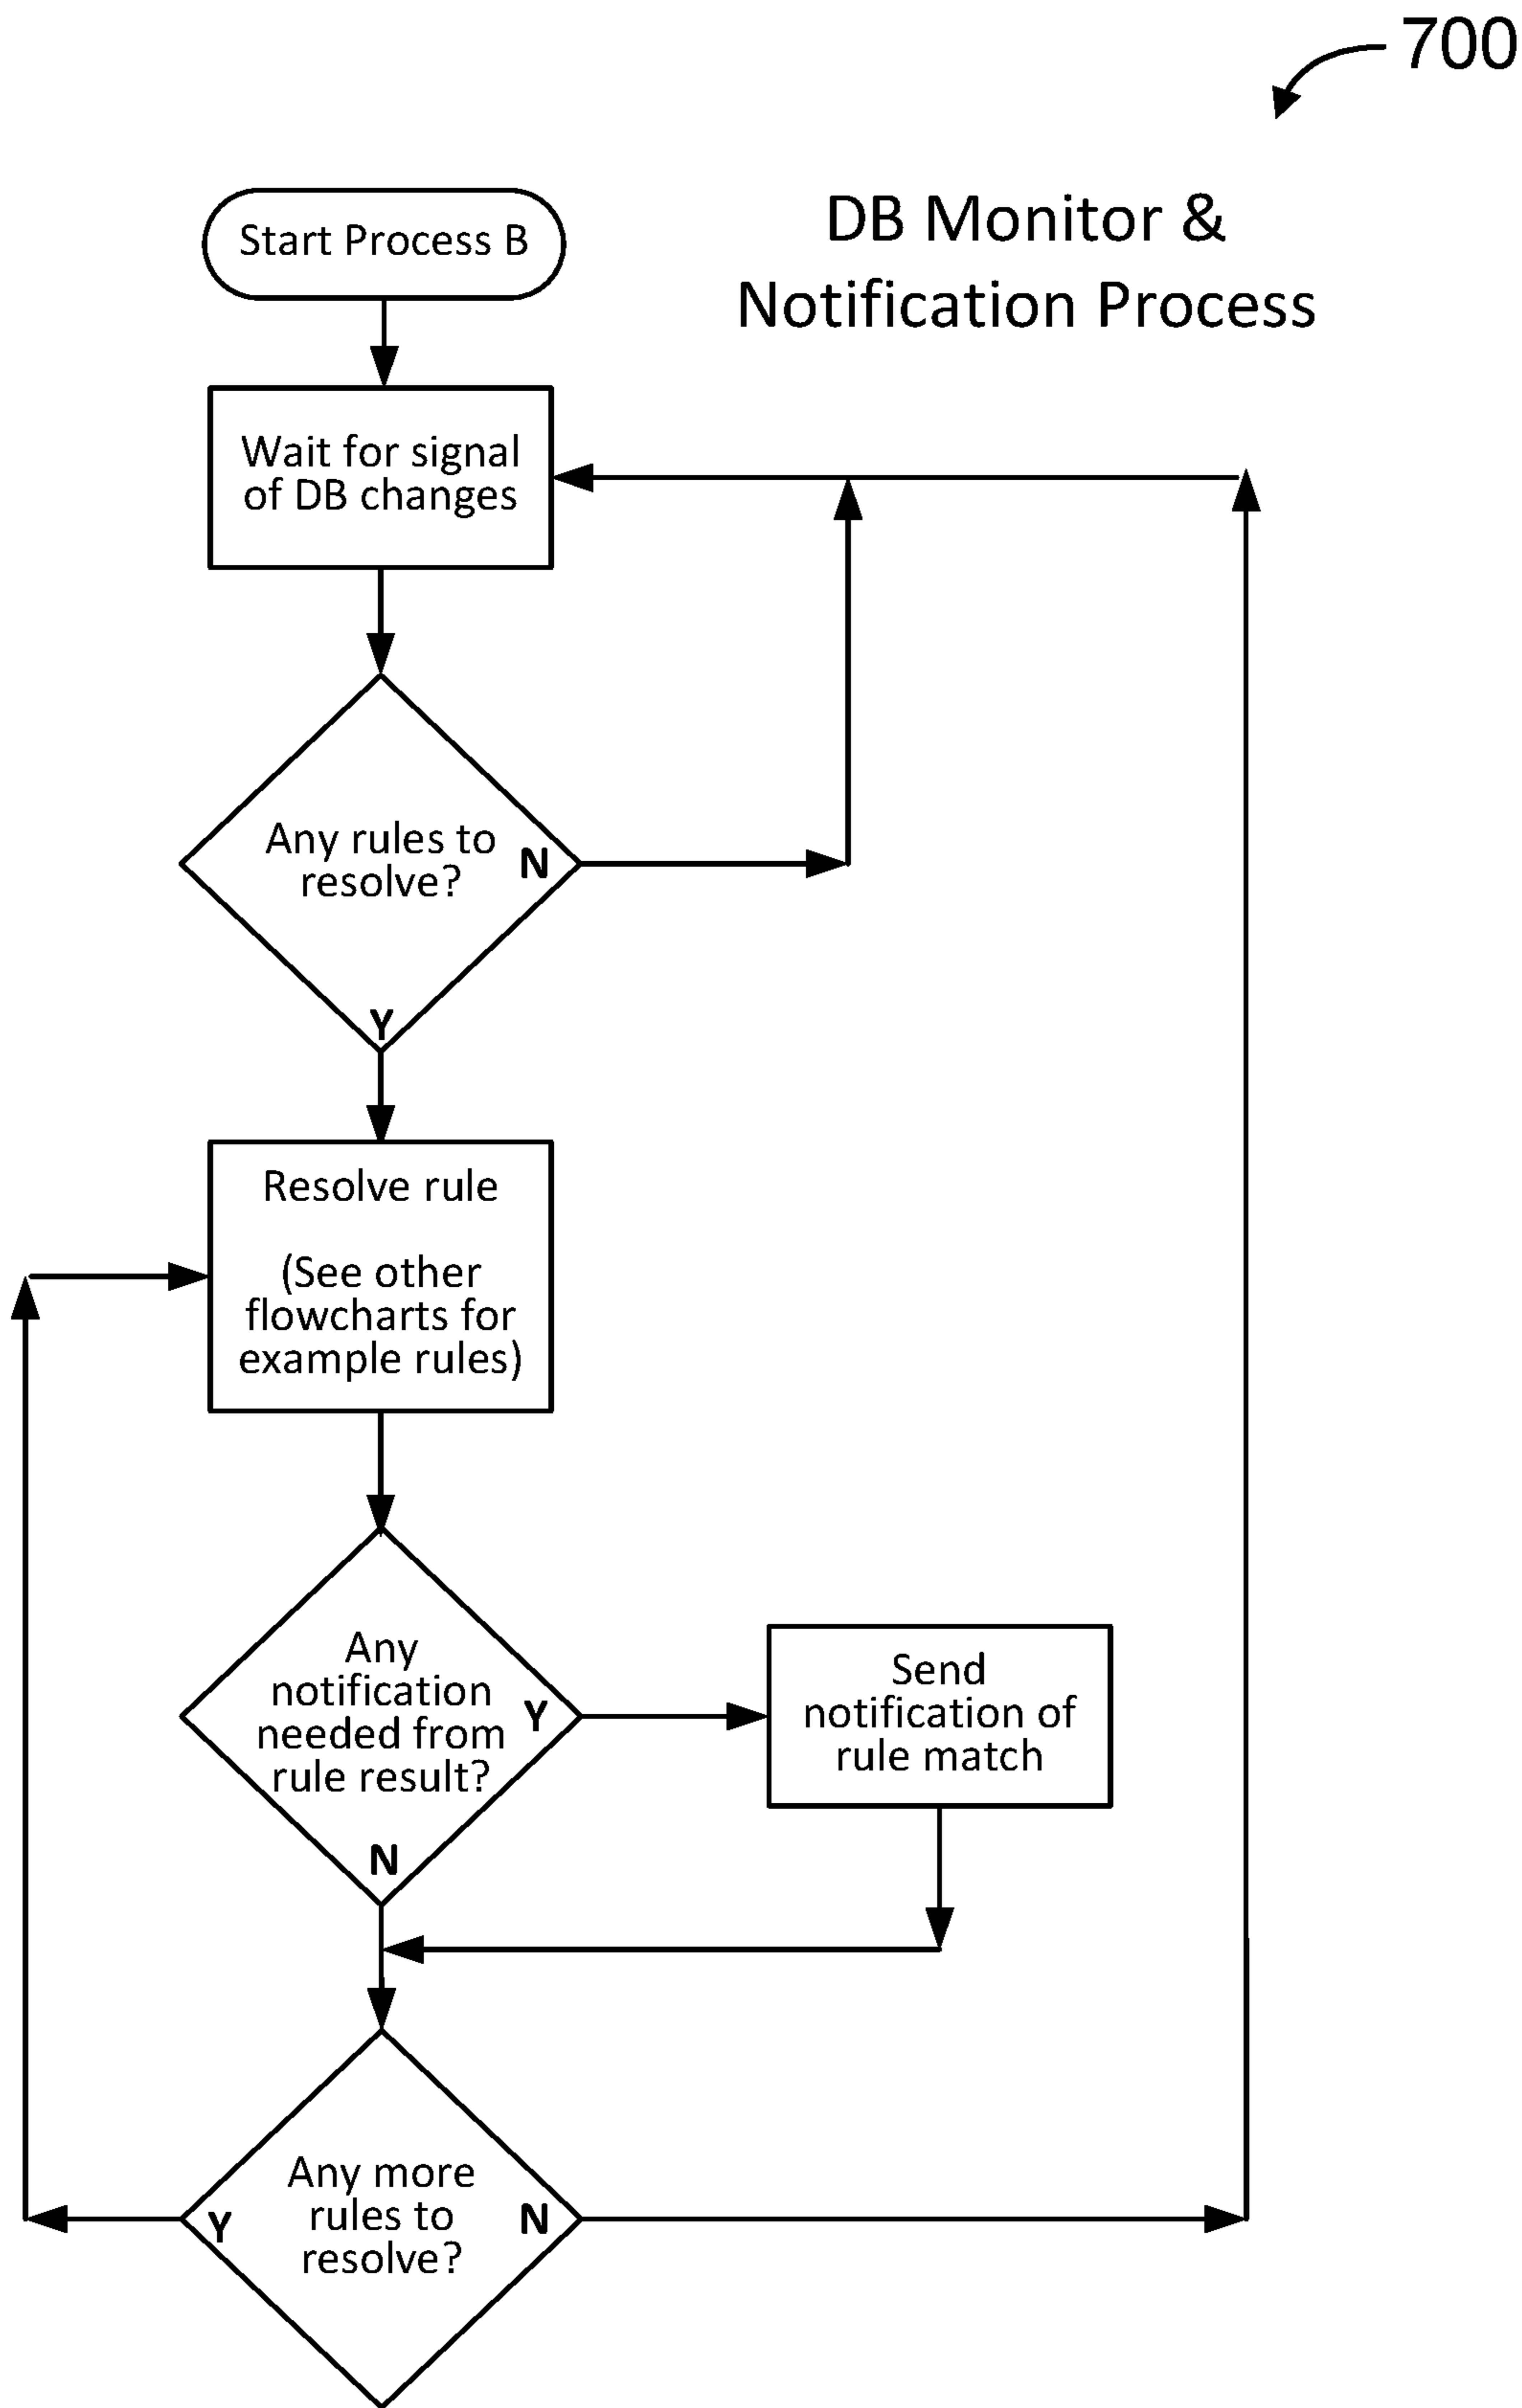 700
DB Monitor &
Notification Process
Start Process B
Wait for signal
of DB changes
Any rules to
resolve?
N
Y
Resolve rule
(See other
flowcharts for
example rules)
Any
notification
needed from
rule result?
Y
N
Send
notification of
rule match
Any more
rules to
resolve?
Y
N